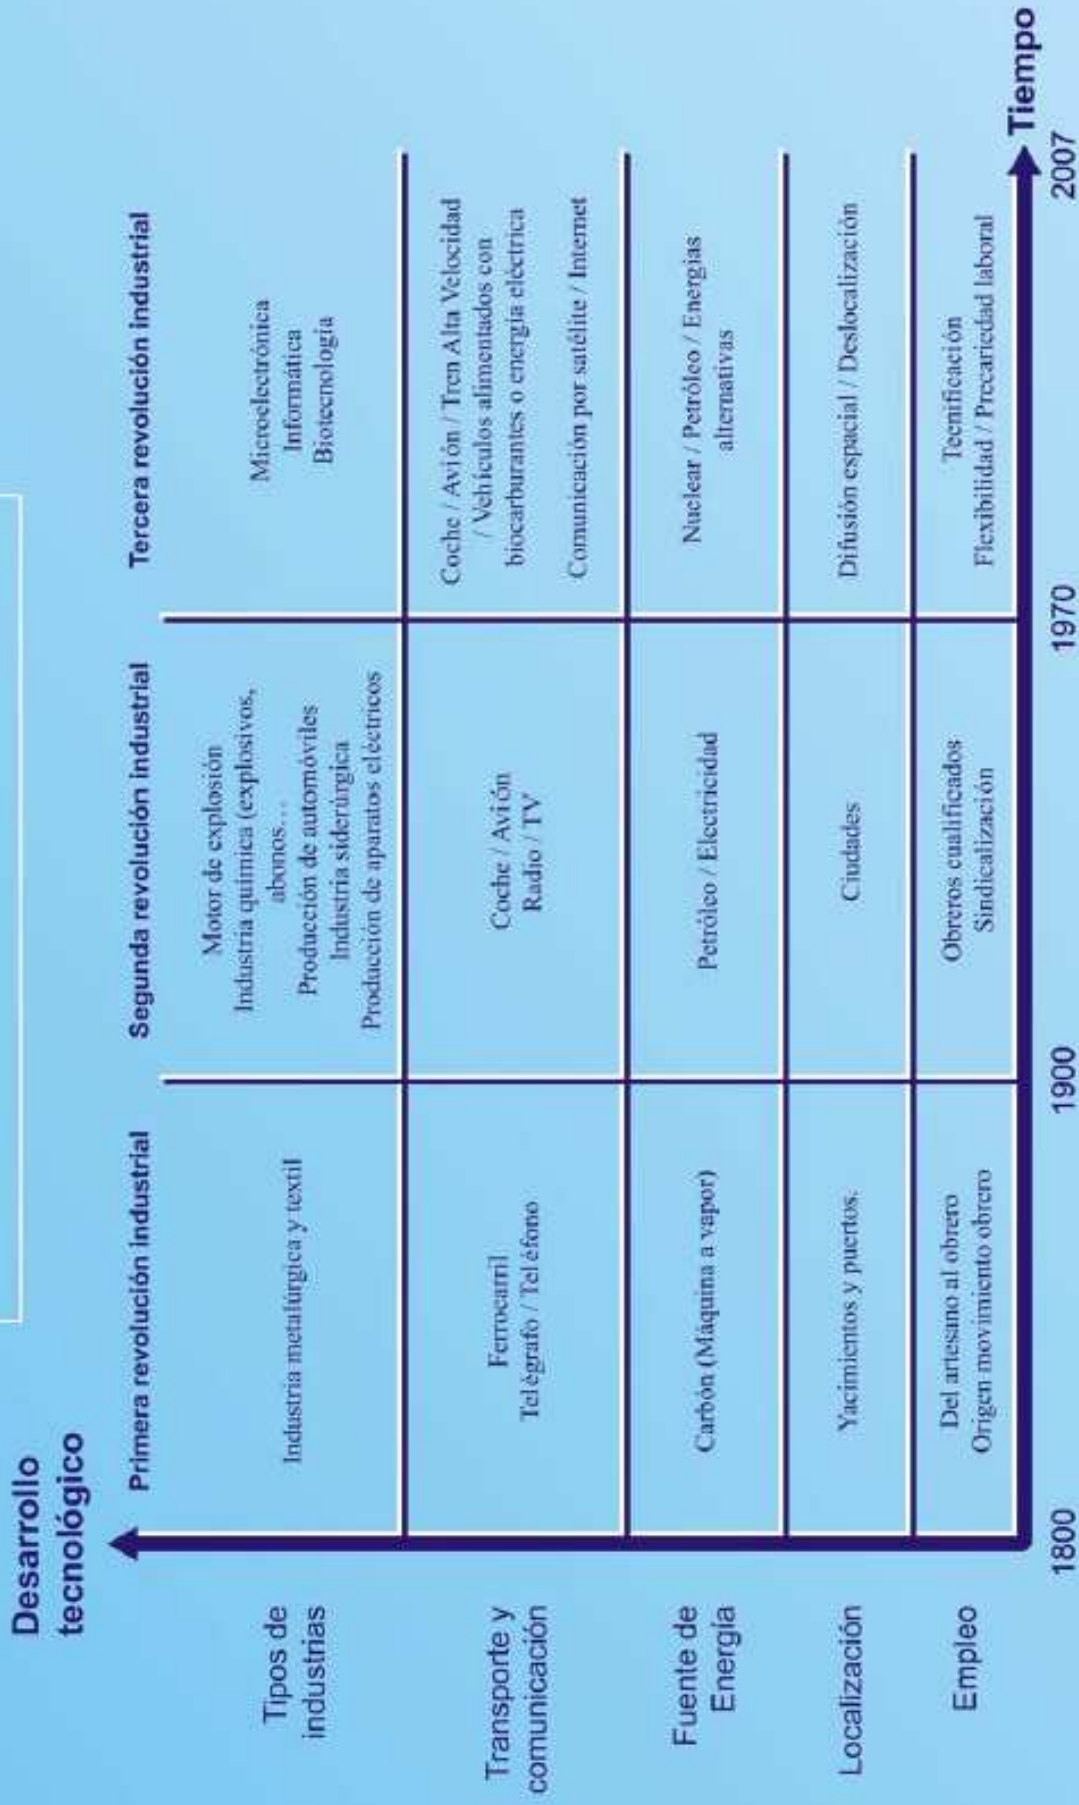 Desarrollo
tecnológico
Primera revolución industrial
Segunda revolución industrial
Tercera revolución industrial
Tipos de
industrias
Industria metalúrgica y textil
Motor de explosión
Industria química (explosivos,
abonos…
Producción de automóviles
Industria siderúrgica
Producción de aparatos eléctricos
Microelectrónica
Informática
Biotecnología
Transporte y
comunicación
Ferrocarril
Telégrafo / Teléfono
Coche / Avión
Radio / TV
Coche / Avión / Tren Alta Velocidad
/ Vehículos alimentados con
biocarburantes o energía eléctrica
Comunicación por satélite / Internet
Fuente de
Energía
Carbón (Máquina a vapor)
Petróleo / Electricidad
Nuclear / Petróleo / Energías
alternativas
Localización
Yacimientos y puertos.
Ciudades
Difusión espacial / Deslocalización
Empleo
Del artesano al obrero
Origen movimiento obrero
Obreros cualificados
Sindicalización
Tecnificación
Flexibilidad / Precariedad laboral
Tiempo
1800
1900
1970
2007